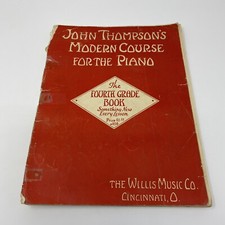 JOHN THOMPSON'S
MODERN COURSE
FOR THE PIANO
The
FOURTH GRADE
BOOK
Something New
Every Lesson
THE WILLIS MUSIC CO.
CINCINNATI, O.